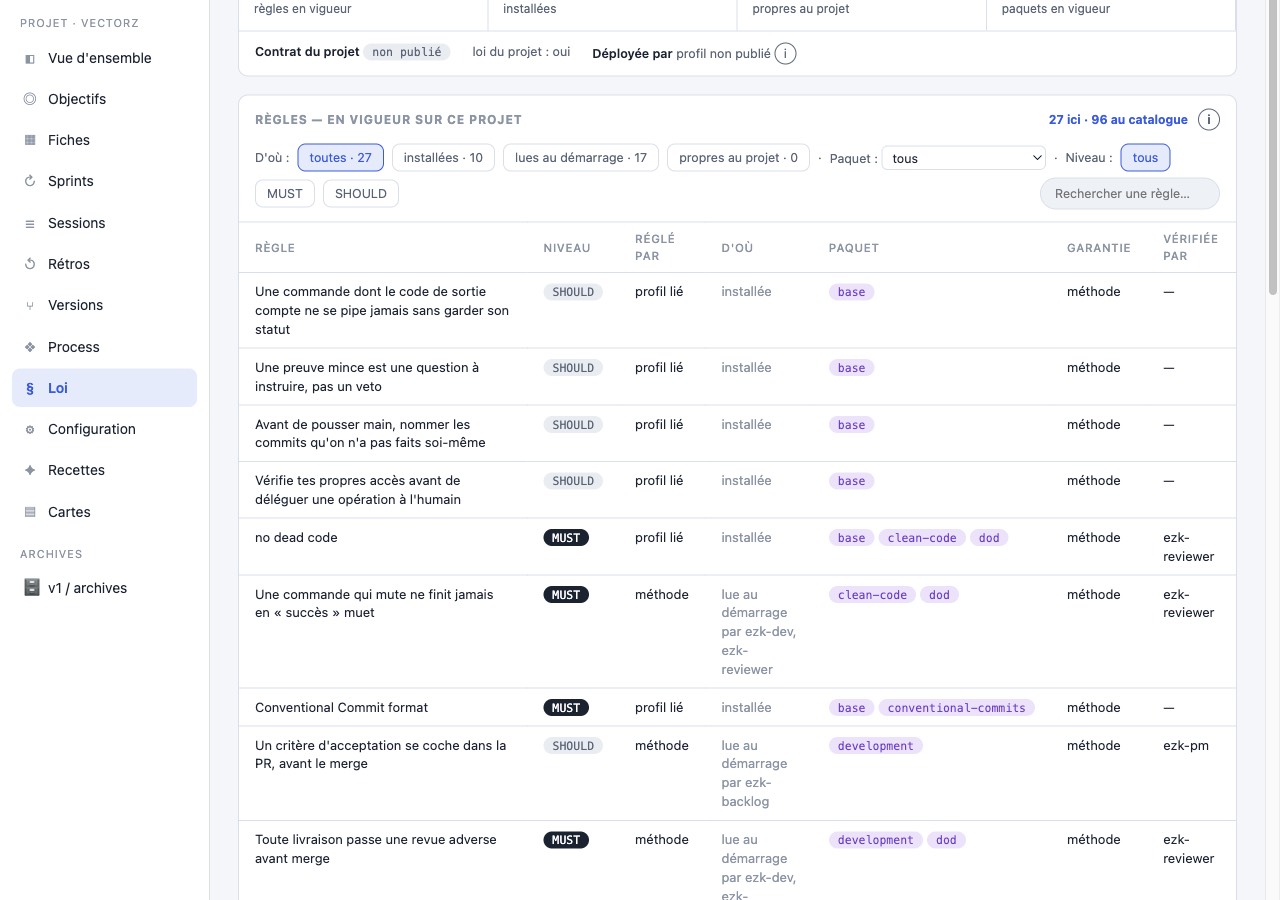 PROJET · VECTORZ
Vue d'ensemble
Objectifs
Fiches
Sprints
Sessions
Rétros
Versions
Process
§ Loi
Configuration
Recettes
Cartes
ARCHIVES
v1 / archives
règles en vigueur
installées
propres au projet
paquets en vigueur
Contrat du projet non publié loi du projet : oui Déployée par profil non publié i
RÈGLES — EN VIGUEUR SUR CE PROJET
27 ici · 96 au catalogue i
D'où : toutes · 27 installées · 10 lues au démarrage · 17 propres au projet · 0 · Paquet : tous · Niveau : tous
MUST SHOULD
Rechercher une règle…
RÈGLE
NIVEAU
RÉGLÉ
PAR
D'OÙ
PAQUET
GARANTIE
VÉRIFIÉE
PAR
Une commande dont le code de sortie
compte ne se pipe jamais sans garder son
statut
SHOULD
profil lié
installée
base
méthode
—
Une preuve mince est une question à
instruire, pas un veto
SHOULD
profil lié
installée
base
méthode
—
Avant de pousser main, nommer les
commits qu'on n'a pas faits soi-même
SHOULD
profil lié
installée
base
méthode
—
Vérifie tes propres accès avant de
déléguer une opération à l'humain
SHOULD
profil lié
installée
base
méthode
—
no dead code
MUST
profil lié
installée
base clean-code dod
méthode
ezk-
reviewer
Une commande qui mute ne finit jamais
en « succès » muet
MUST
méthode
lue au
démarrage
par ezk-dev,
ezk-
reviewer
clean-code dod
méthode
ezk-
reviewer
Conventional Commit format
MUST
profil lié
installée
base conventional-commits
méthode
—
Un critère d'acceptation se coche dans la
PR, avant le merge
SHOULD
méthode
lue au
démarrage
par ezk-
backlog
development
méthode
ezk-pm
Toute livraison passe une revue adverse
avant merge
MUST
méthode
lue au
démarrage
par ezk-dev,
ezk-
development dod
méthode
ezk-
reviewer